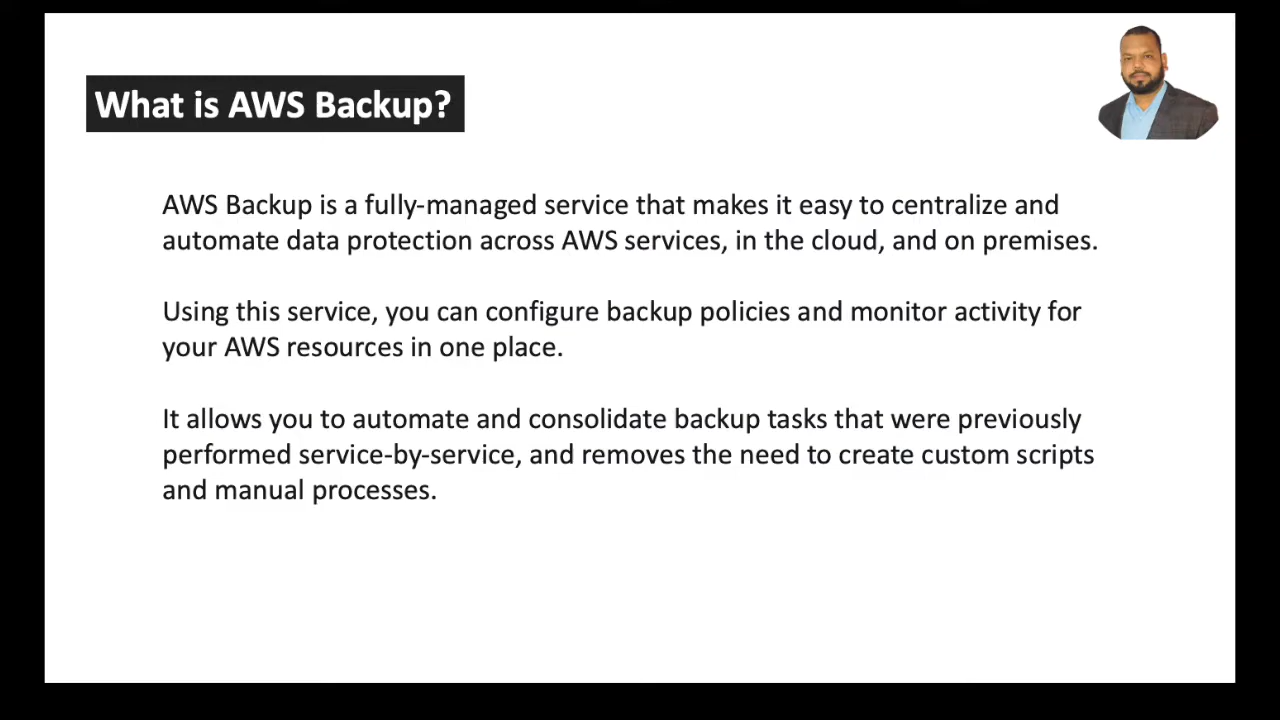 What is AWS Backup?
AWS Backup is a fully-managed service that makes it easy to centralize and
automate data protection across AWS services, in the cloud, and on premises.
Using this service, you can configure backup policies and monitor activity for
your AWS resources in one place.
It allows you to automate and consolidate backup tasks that were previously
performed service-by-service, and removes the need to create custom scripts
and manual processes.